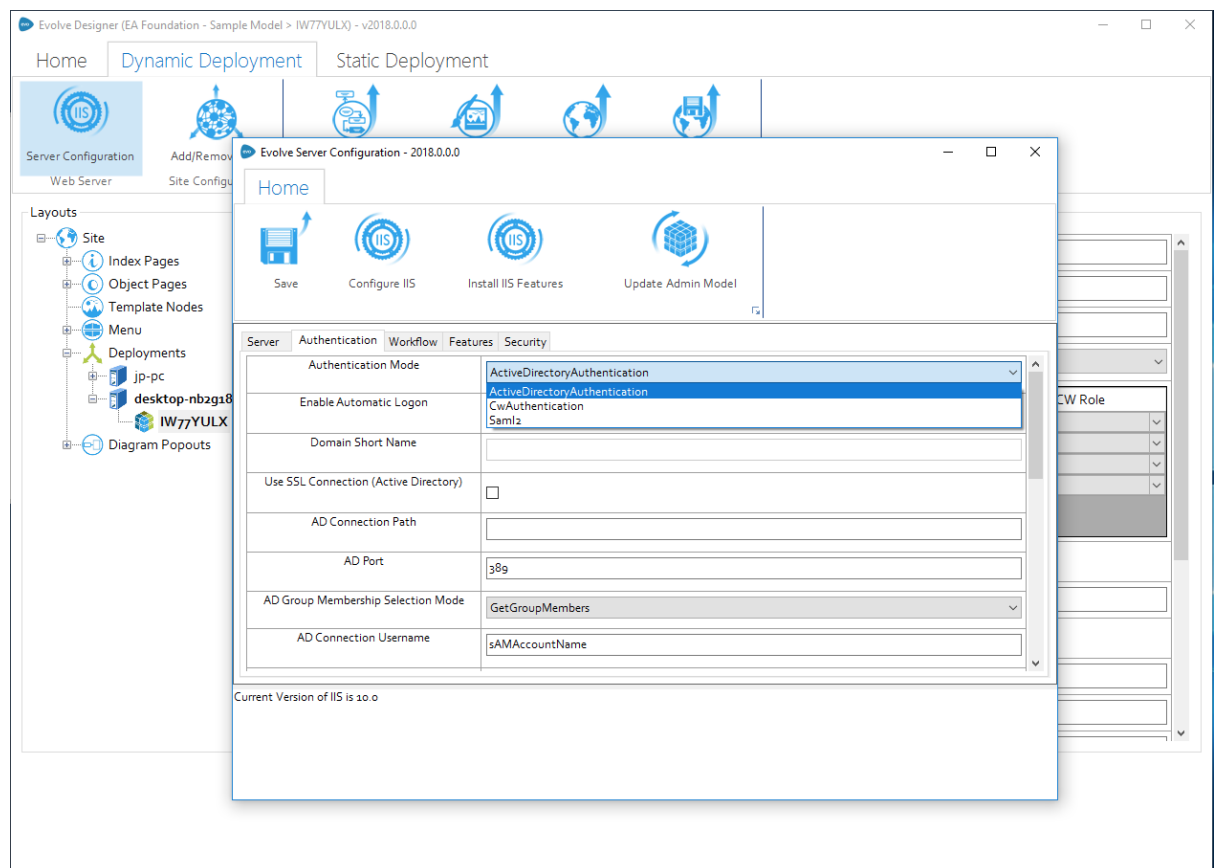 Evolve Designer (EA Foundation - Sample Model > IW77YULX) - v2018.0.0.0
Home Dynamic Deployment Static Deployment
Server Configuration
Add/Remov
Web Server
Site Configu
Evolve Server Configuration - 2018.0.0.0
Home
Save
Configure IIS
Install IIS Features
Update Admin Model
Layouts
Site
Index Pages
Object Pages
Template Nodes
Menu
Deployments
jp-pc
desktop-nb2g18
IW77YULX
Diagram Popouts
Server Authentication Workflow Features Security
Authentication Mode
ActiveDirectoryAuthentication
ActiveDirectoryAuthentication
CwAuthentication
Saml2
Enable Automatic Logon
Domain Short Name
Use SSL Connection (Active Directory)
AD Connection Path
AD Port
389
AD Group Membership Selection Mode
GetGroupMembers
AD Connection Username
sAMAccountName
Current Version of IIS is 10.0
CW Role